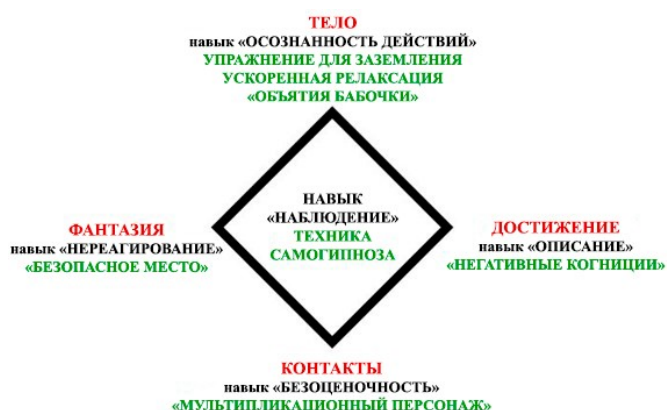 ТЕЛО
навык «ОСОЗНАННОСТЬ ДЕЙСТВИЙ»
УПРАЖНЕНИЕ ДЛЯ ЗАЗЕМЛЕНИЯ
УСКОРЕННАЯ РЕЛАКСАЦИЯ
«ОБЪЯТИЯ БАБОЧКИ»
НАВЫК
«НАБЛЮДЕНИЕ»
ТЕХНИКА
САМОГИПНОЗА
ФАНТАЗИЯ
навык «НЕРЕАГИРОВАНИЕ»
«БЕЗОПАСНОЕ МЕСТО»
ДОСТИЖЕНИЕ
навык «ОПИСАНИЕ»
«НЕГАТИВНЫЕ КОГНИЦИИ»
КОНТАКТЫ
навык «БЕЗОЦЕНОЧНОСТЬ»
«МУЛЬТИПЛИКАЦИОННЫЙ ПЕРСОНАЖ»